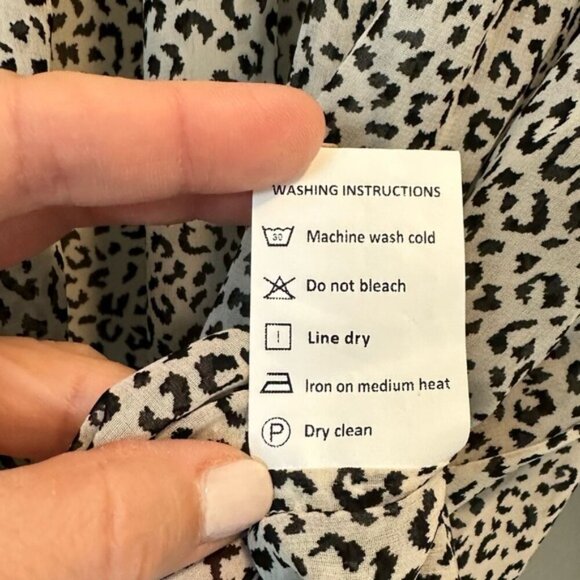 WASHING INSTRUCTIONS
30 Machine wash cold
Do not bleach
Line dry
Iron on medium heat
P Dry clean